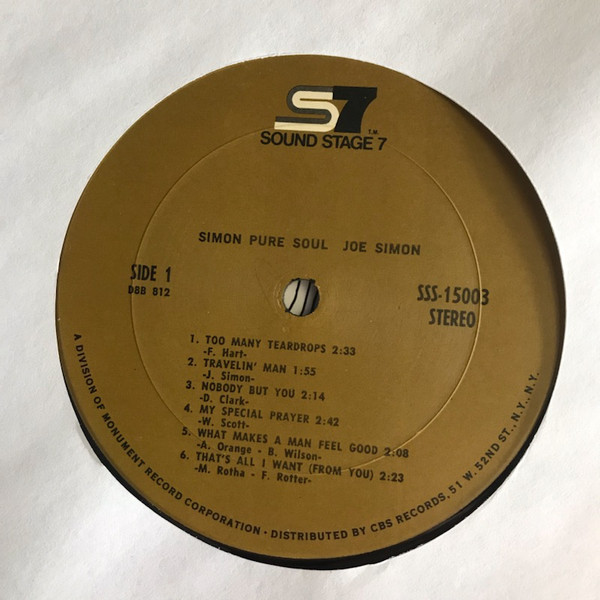 S7
T.M.
SOUND STAGE 7
SIMON PURE SOUL JOE SIMON
SIDE 1
DBB 812
SSS-15003
STEREO
1. TOO MANY TEARDROPS 2:33
-F. Hart-
2. TRAVELIN' MAN 1:55
-J. Simon-
3. NOBODY BUT YOU 2:14
-D. Clark-
4. MY SPECIAL PRAYER 2:42
-W. Scott-
5. WHAT MAKES A MAN FEEL GOOD 2:08
-A. Orange - B. Wilson-
6. THAT'S ALL I WANT (FROM YOU) 2:23
-M. Rotha - F. Rotter-
A DIVISION OF MONUMENT RECORD CORPORATION · DISTRIBUTED BY CBS RECORDS, 51 W. 52ND ST., N.Y., N.Y.